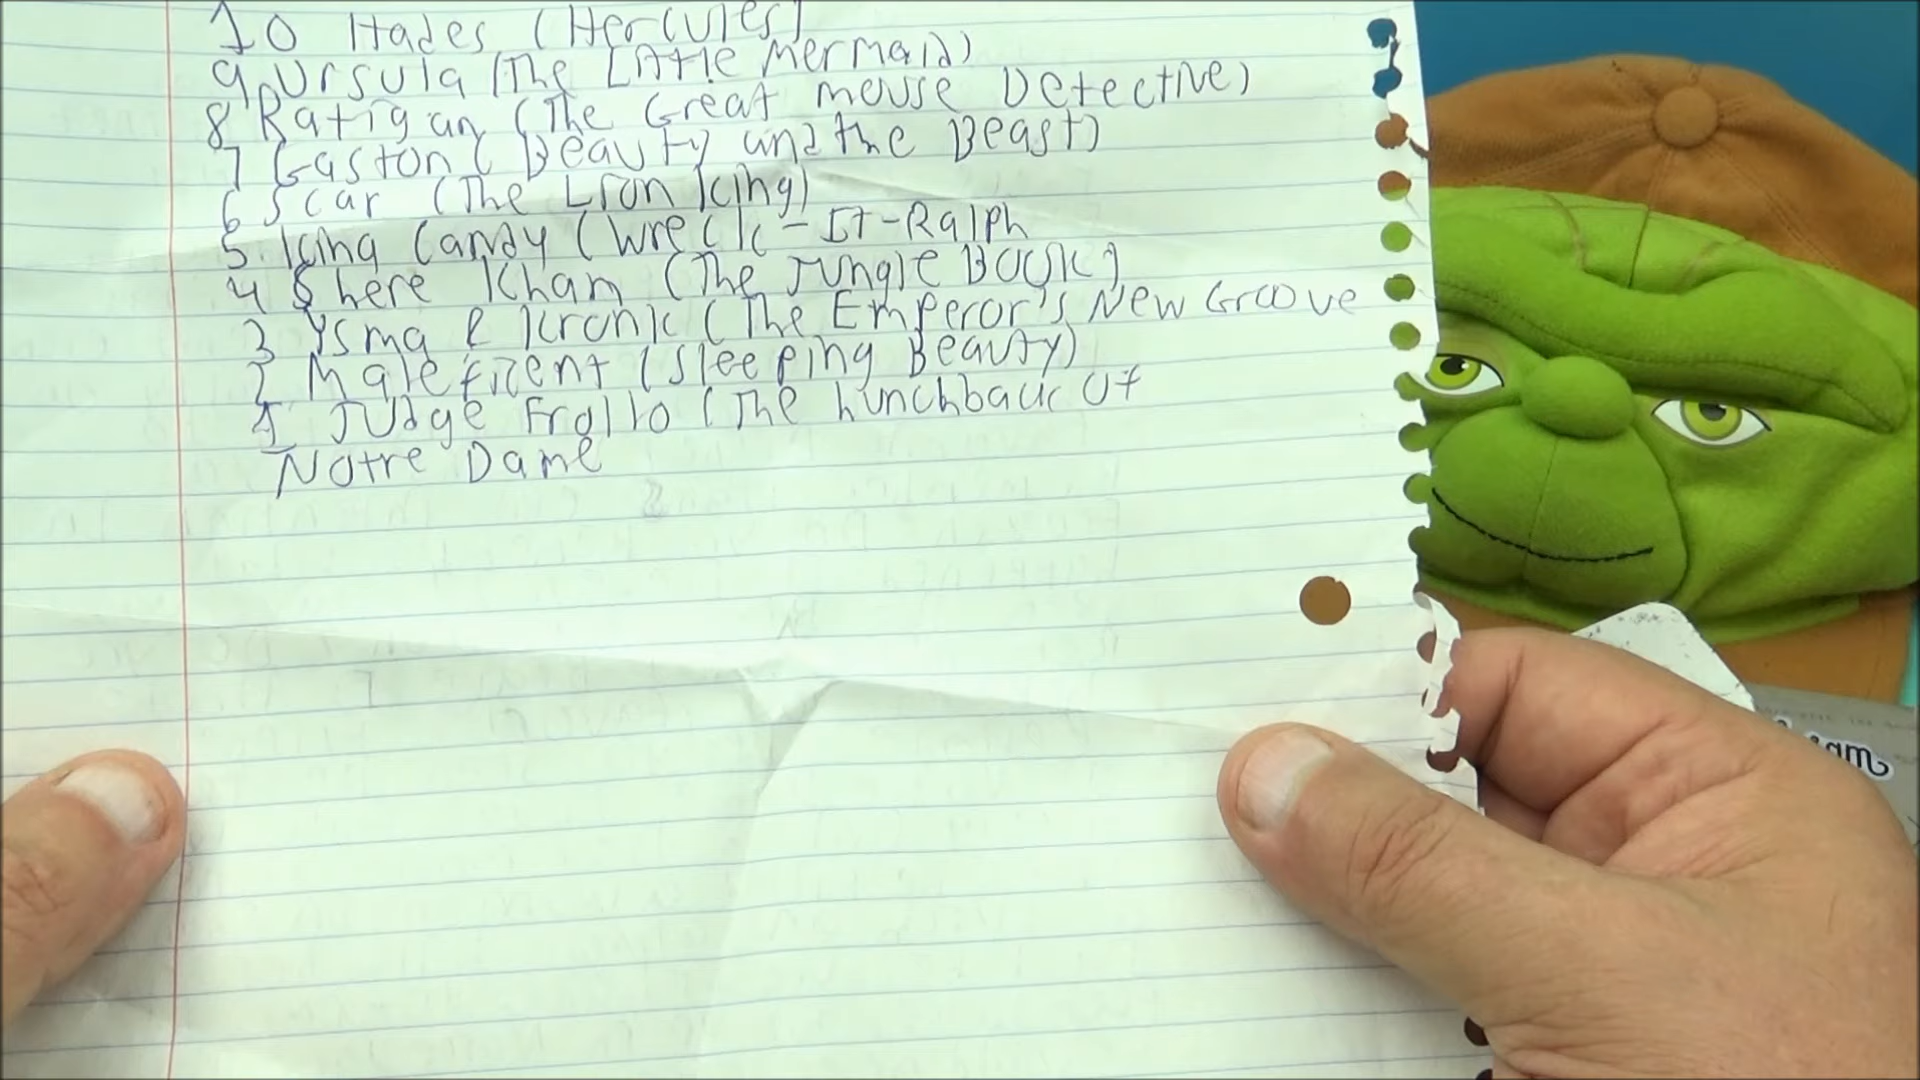 10 Hades (Hercules)
9. Ursula (The Little Mermaid)
8 Ratigan (The Great mouse Detective)
7 Gaston (Beauty and the Beast)
6 Scar (The Lion King)
5. King Candy (Wreck-It-Ralph
4 Shere Khan (The Jungle Book)
3 Ysma & Kronk (The Emperor's New Groove
2 Maleficent (Sleeping Beauty)
1 Judge Frollo (The hunchback Of
Notre Dame